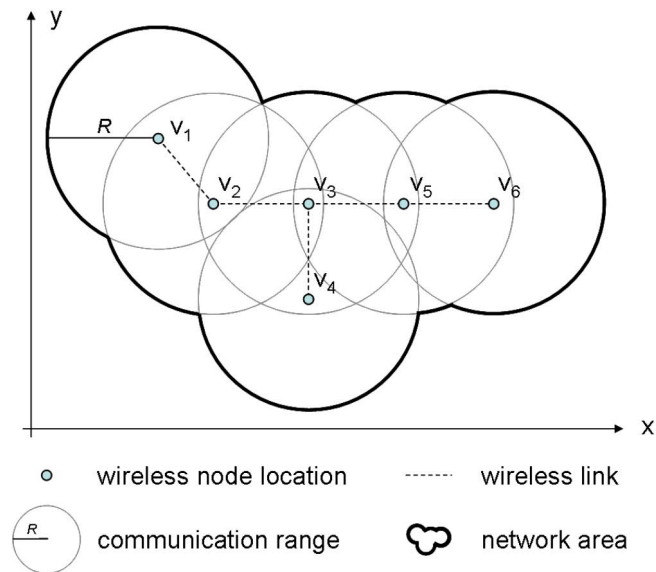 y
R
v1
v2
v3
v5
v6
v4
x
wireless node location
wireless link
R
communication range
network area